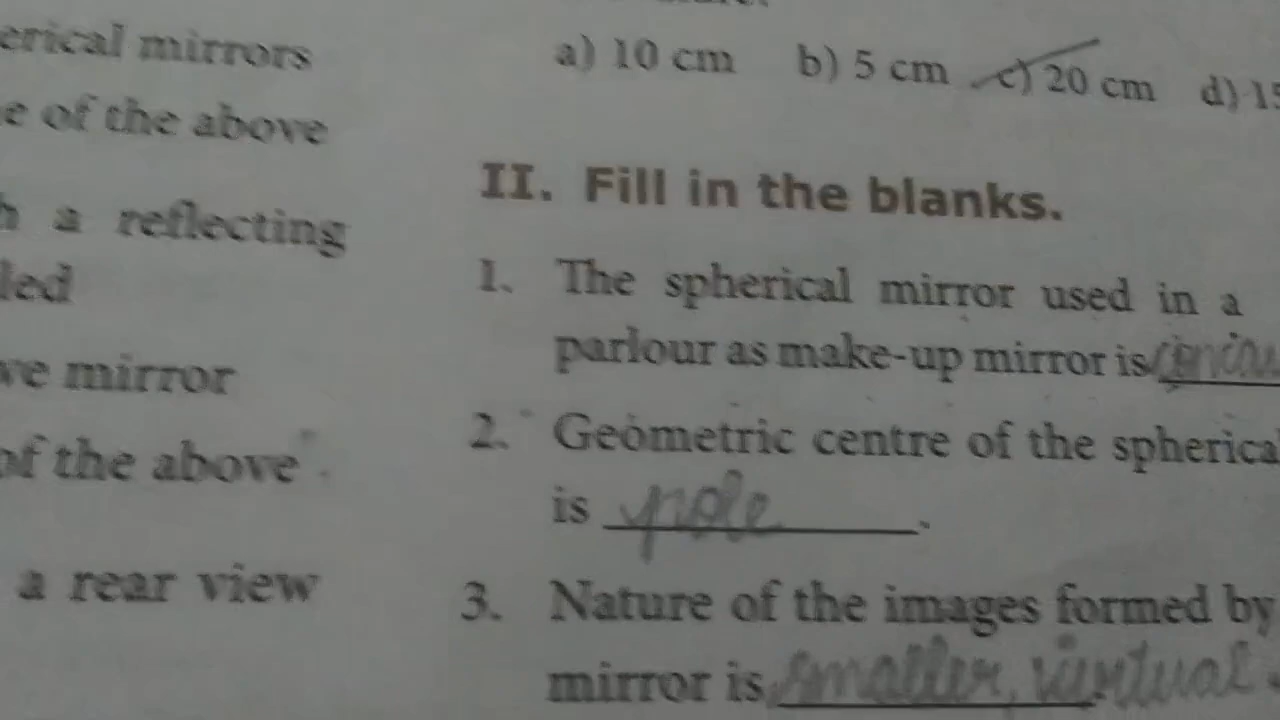 erical mirrors
e of the above
h a reflecting
led
ve mirror
of the above
a rear view
a) 10 cm b) 5 cm c) 20 cm d) 15
II. Fill in the blanks.
1. The spherical mirror used in a
parlour as make-up mirror is
2. Geometric centre of the spherica
is pole.
3. Nature of the images formed by
mirror is smaller, virtual